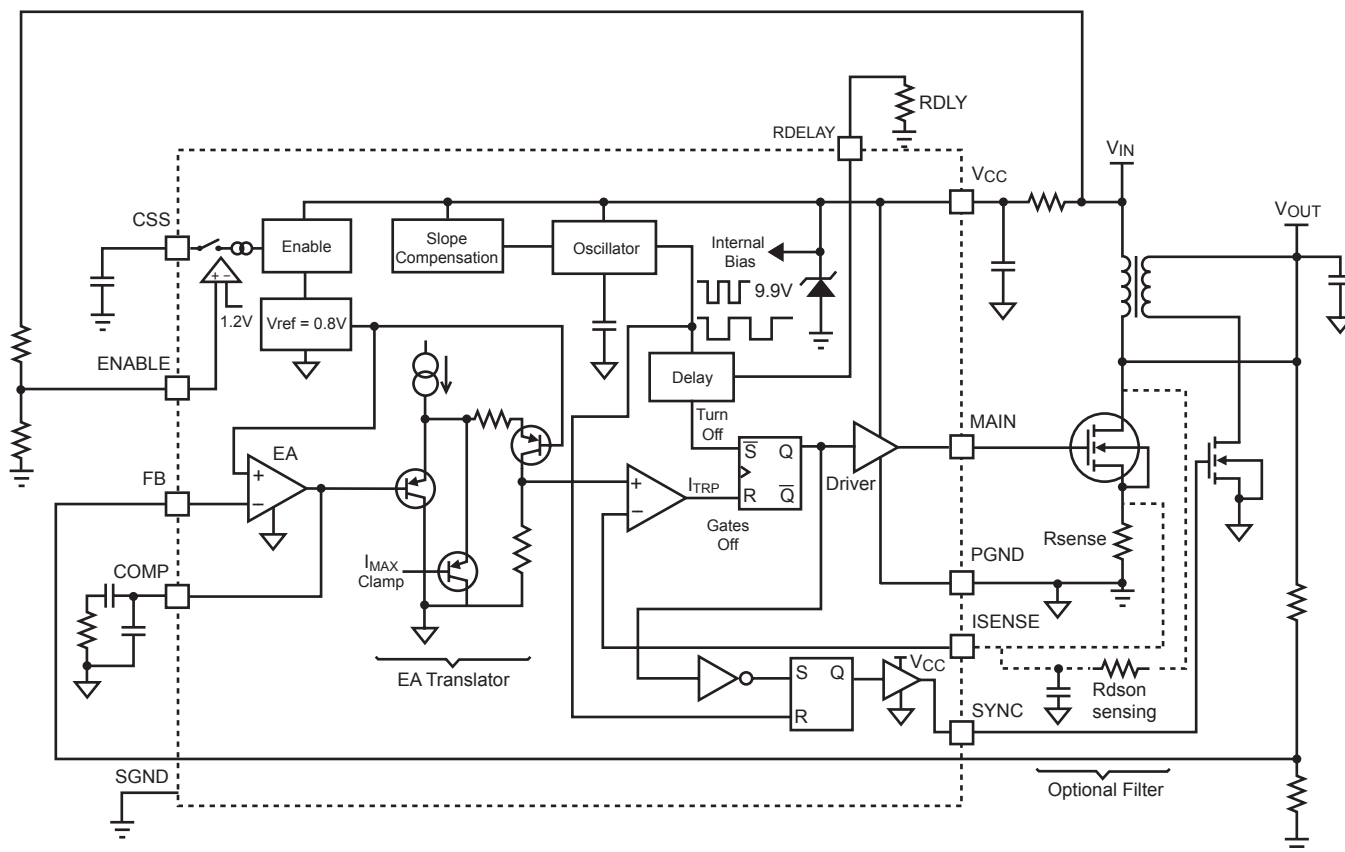 RDLY
RDELAY
VIN
VCC
VOUT
CSS
Enable
Slope
Compensation
Oscillator
Internal
Bias
9.9V
+ −
1.2V
Vref = 0.8V
ENABLE
Delay
Turn
Off
MAIN
EA
+
−
FB
S̅ Q
R Q̅
+
−
ITRP
Driver
Gates
Off
Rsense
COMP
IMAX
Clamp
PGND
ISENSE
EA Translator
VCC
S Q
R
Rdson
sensing
SYNC
SGND
Optional Filter